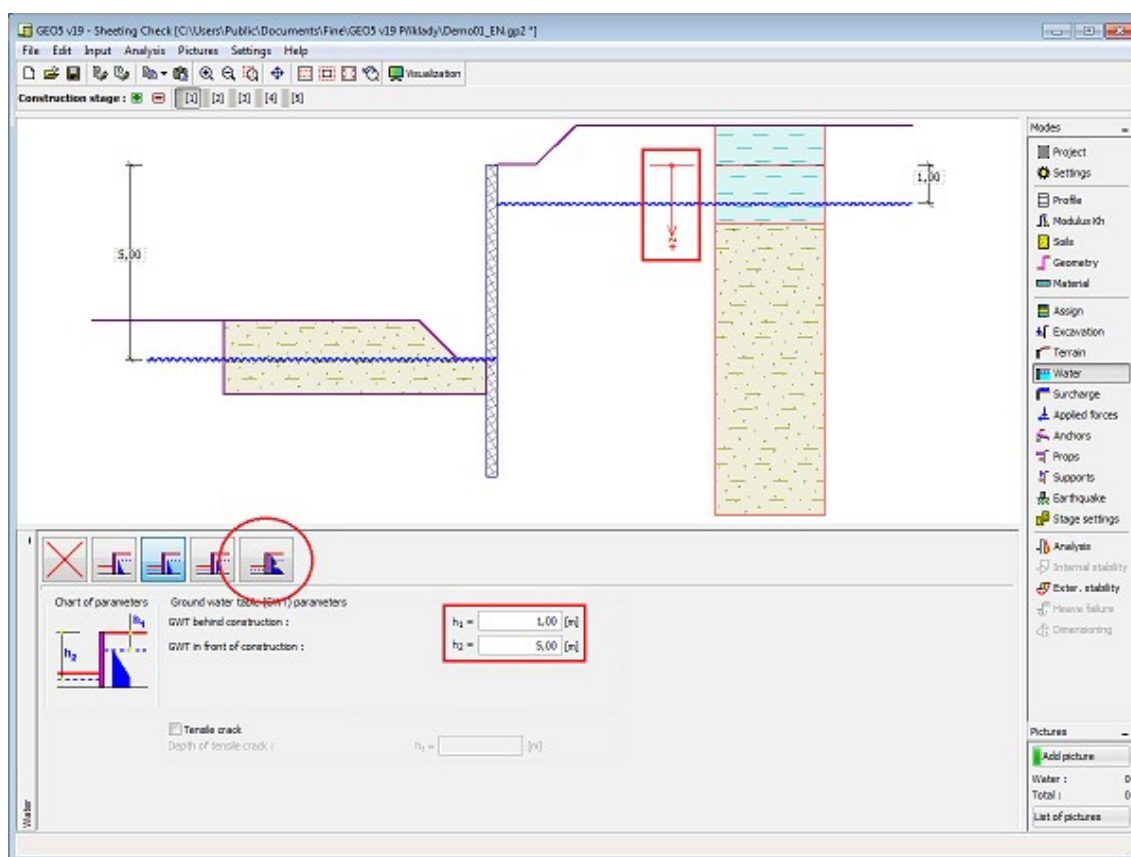 GEO5 v19 - Sheeting Check [C:\Users\Public\Documents\Fine\GEO5 v19 Příklady\Demo01_EN.gp2 *]
File Edit Input Analysis Pictures Settings Help
Visualization
Construction stage : [1] [2] [3] [4] [5]
5,00
1,00
+z
Modes
Project
Settings
Profile
Modulus Kh
Soils
Geometry
Material
Assign
Excavation
Terrain
Water
Surcharge
Applied forces
Anchors
Props
Supports
Earthquake
Stage settings
Analysis
Internal stability
Exter. stability
Heave failure
Dimensioning
Chart of parameters
h₁
h₂
Ground water table (GWT) parameters
GWT behind construction : h₁ = 1,00 [m]
GWT in front of construction : h₂ = 5,00 [m]
Tensile crack
Depth of tensile crack : [m]
Water
Pictures
Add picture
Water : 0
Total : 0
List of pictures